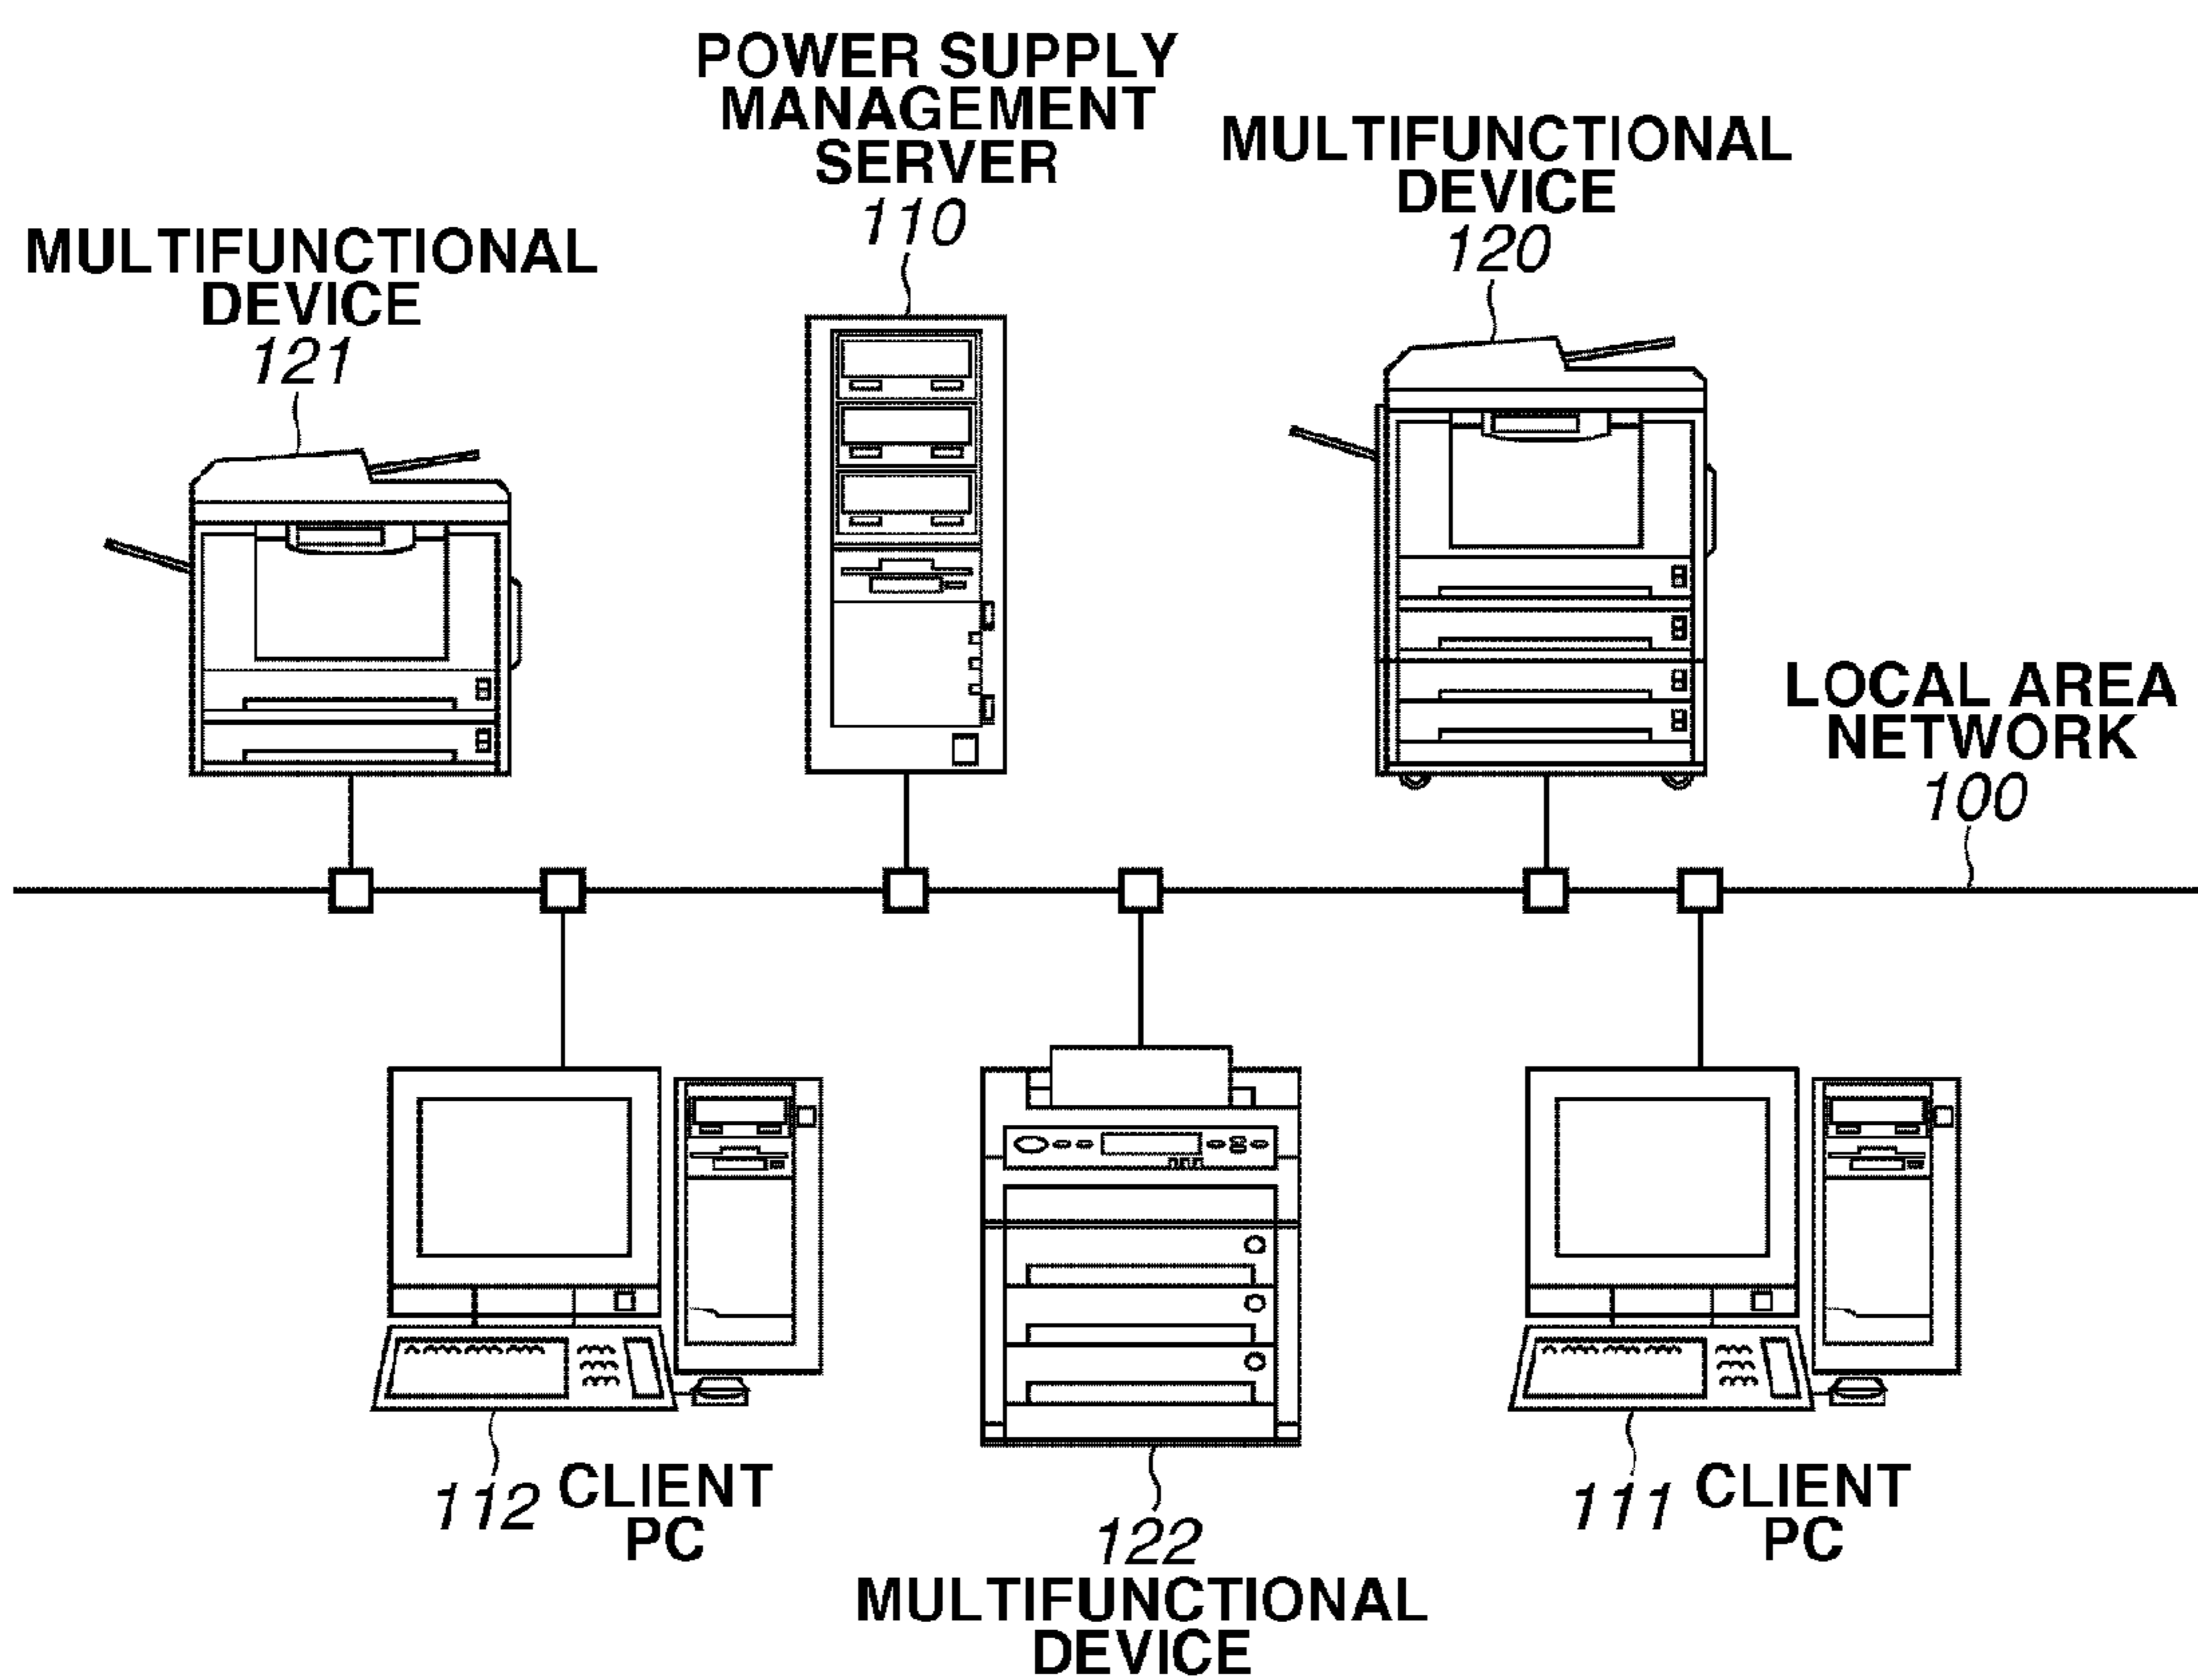 POWER SUPPLY
MANAGEMENT
SERVER
110
MULTIFUNCTIONAL
DEVICE
120
MULTIFUNCTIONAL
DEVICE
121
LOCAL AREA
NETWORK
100
112 CLIENT
PC
122
MULTIFUNCTIONAL
DEVICE
111 CLIENT
PC